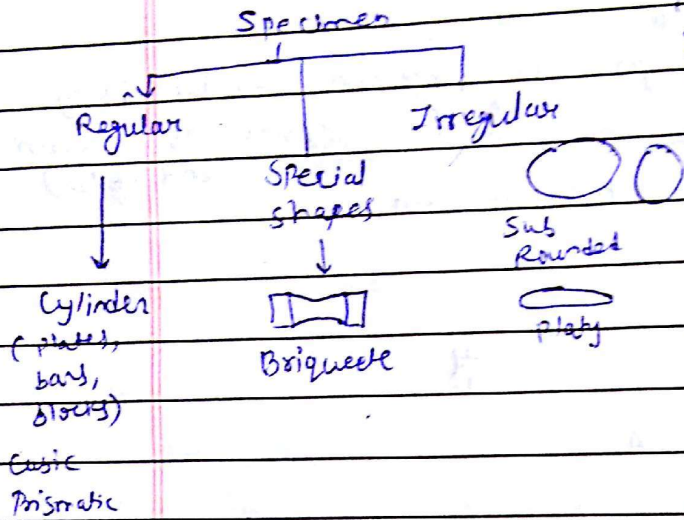 Specimen
Regular
Irregular
Special
shapes
Sub
Rounded
Cylinder
(plates,
bars,
blocks)
Briquette
Platy
Cubic
Prismatic